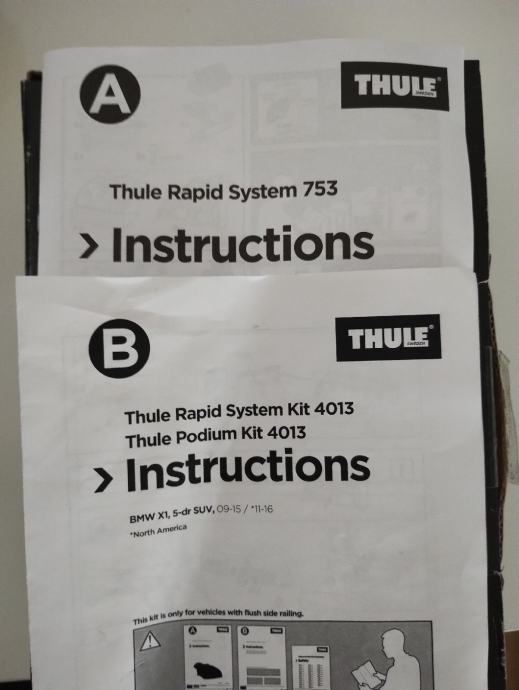 A
THULE®
SWEDEN
Thule Rapid System 753
> Instructions
B
THULE®
SWEDEN
Thule Rapid System Kit 4013
Thule Podium Kit 4013
> Instructions
BMW X1, 5-dr SUV, 09-15 / *11-16
*North America
This kit is only for vehicles with flush side railing.
A
B